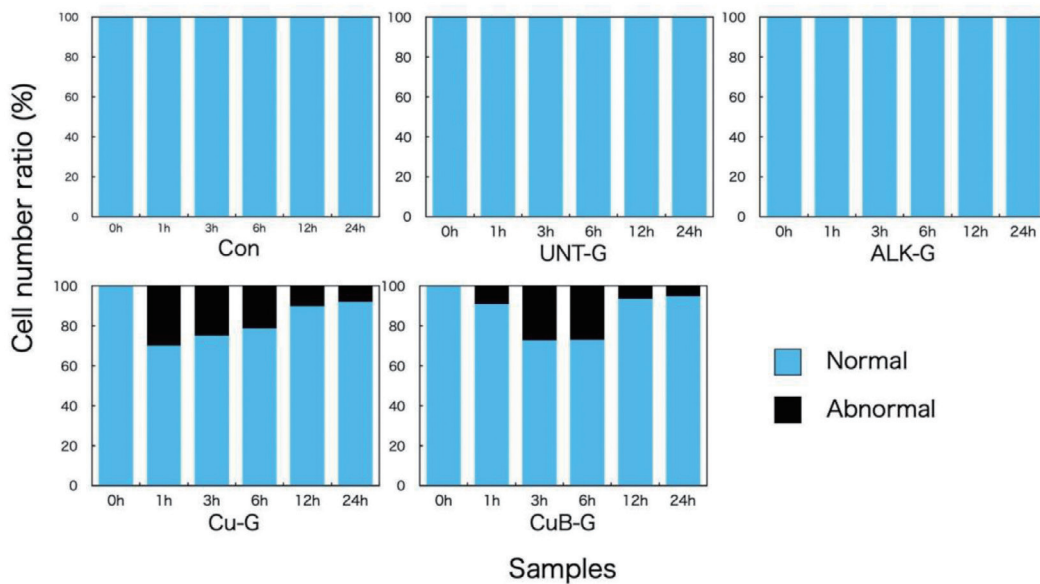 Cell number ratio (%)
100 80 60 40 20 0
0h 1h 3h 6h 12h 24h
Con
100 80 60 40 20 0
0h 1h 3h 6h 12h 24h
UNT-G
100 80 60 40 20 0
0h 1h 3h 6h 12h 24h
ALK-G
100 80 60 40 20 0
0h 1h 3h 6h 12h 24h
Cu-G
100 80 60 40 20 0
0h 1h 3h 6h 12h 24h
CuB-G
Normal
Abnormal
Samples